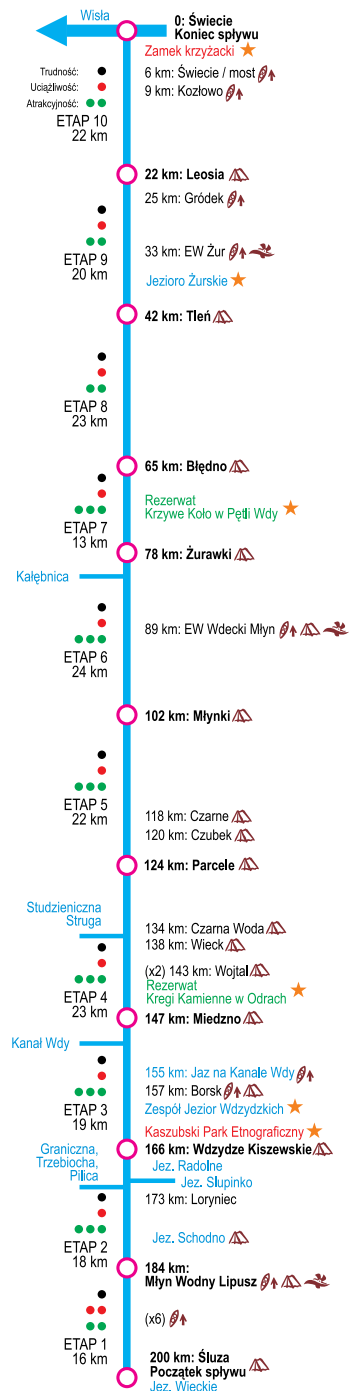 Wisła
0: Świecie
Koniec spływu
Zamek krzyżacki
Trudność:
Uciążliwość:
Atrakcyjność:
ETAP 10
22 km
6 km: Świecie / most
9 km: Kozłowo
22 km: Leosia
25 km: Gródek
ETAP 9
20 km
33 km: EW Żur
Jezioro Żurskie
42 km: Tleń
ETAP 8
23 km
65 km: Błędno
Rezerwat
Krzywe Koło w Pętli Wdy
ETAP 7
13 km
78 km: Żurawki
Kałębnica
89 km: EW Wdecki Młyn
ETAP 6
24 km
102 km: Młynki
ETAP 5
22 km
118 km: Czarne
120 km: Czubek
124 km: Parcele
Studzieniczna
Struga
134 km: Czarna Woda
138 km: Wieck
(x2) 143 km: Wojtal
Rezerwat
Kręgi Kamienne w Odrach
ETAP 4
23 km
147 km: Miedzno
Kanał Wdy
155 km: Jaz na Kanale Wdy
157 km: Borsk
Zespół Jezior Wdzydzkich
ETAP 3
19 km
Kaszubski Park Etnograficzny
166 km: Wdzydze Kiszewskie
Jez. Radolne
Graniczna,
Trzebiocha,
Pilica
Jez. Słupinko
173 km: Loryniec
Jez. Schodno
ETAP 2
18 km
184 km:
Młyn Wodny Lipusz
(x6)
ETAP 1
16 km
200 km: Śluza
Początek spływu
Jez. Wieckie